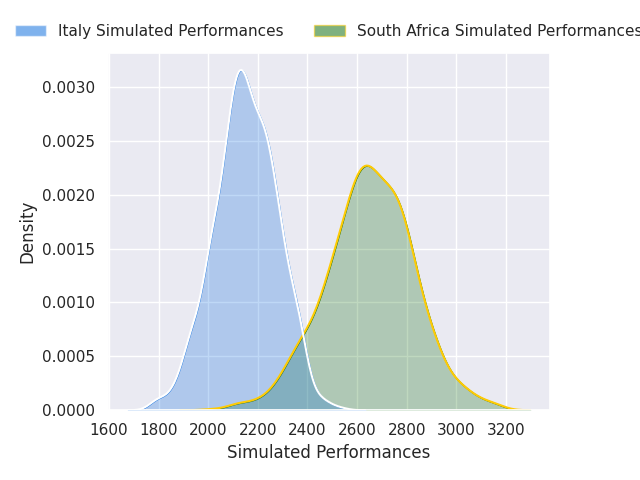 Italy Simulated Performances South Africa Simulated Performances
0.0030
0.0025
0.0020
0.0015
0.0010
0.0005
0.0000
Density
1600 1800 2000 2200 2400 2600 2800 3000 3200
Simulated Performances